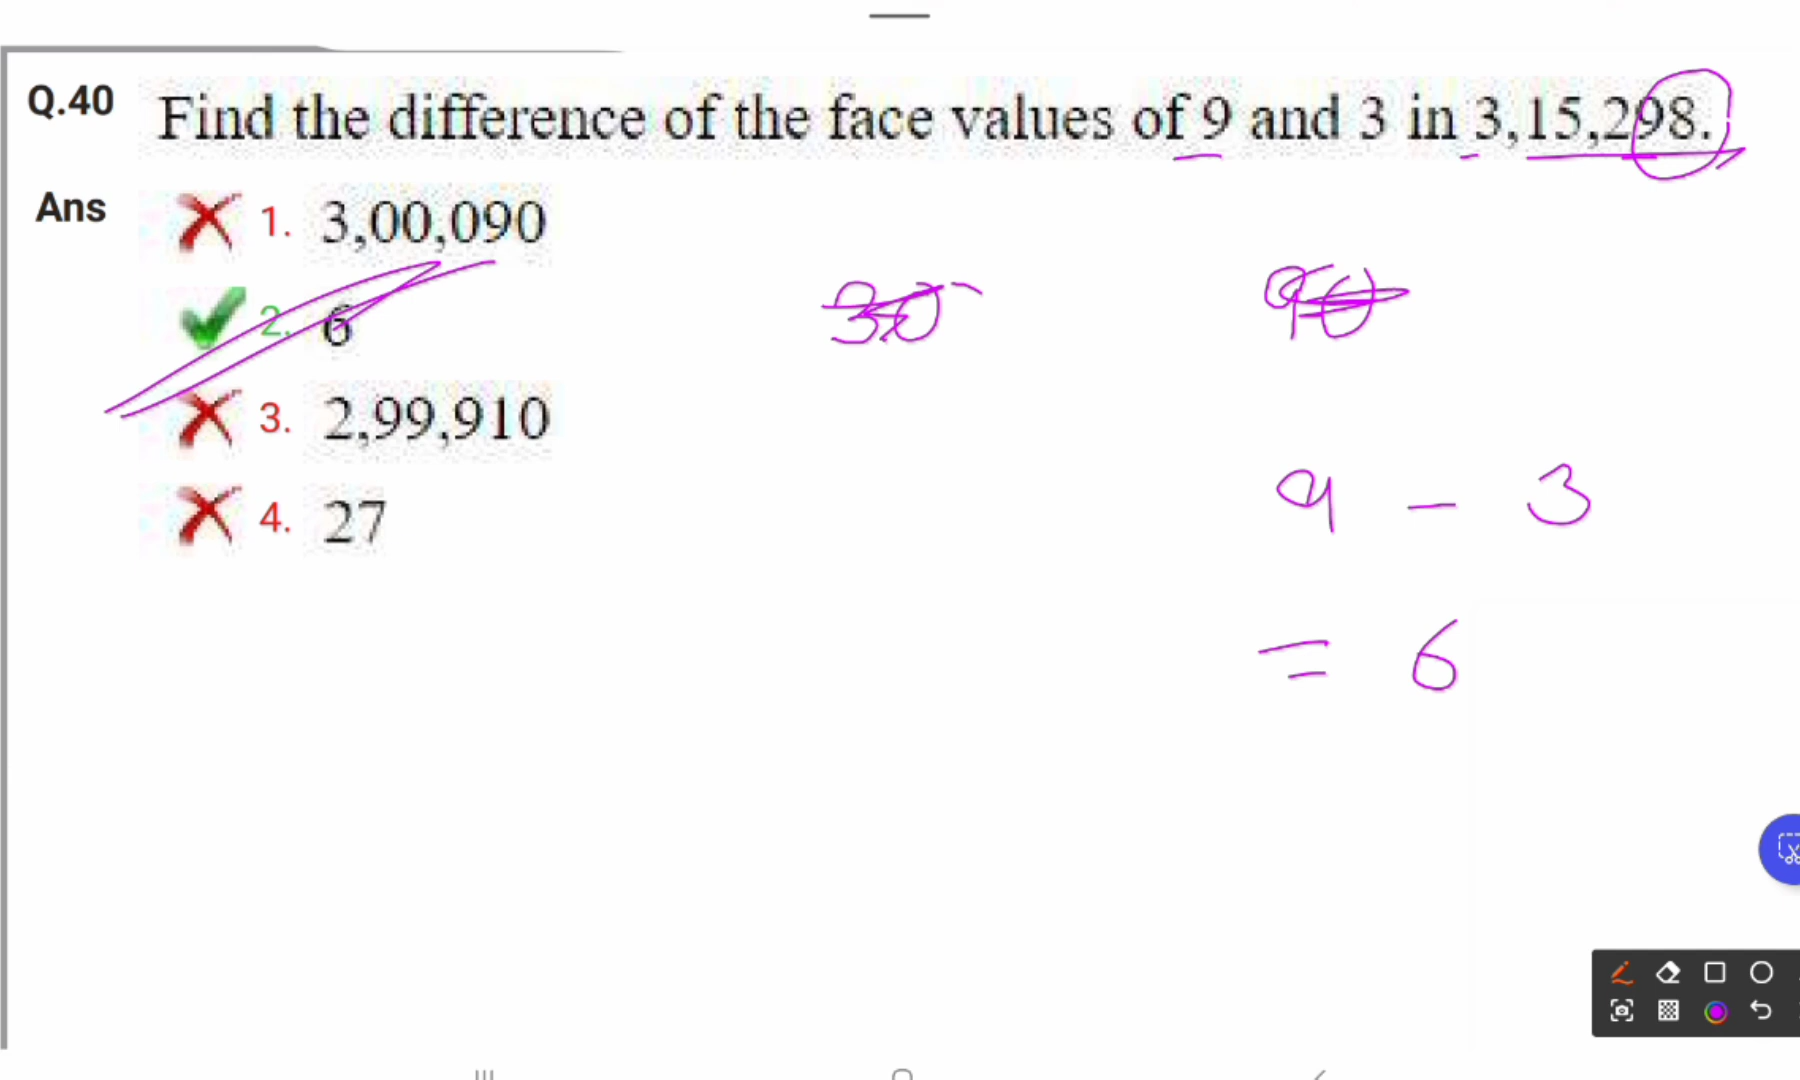 Q.40 Find the difference of the face values of 9 and 3 in 3,15,298.
Ans 1. 3,00,090
2. 6
30 90
3. 2,99,910
9 - 3
4. 27
= 6